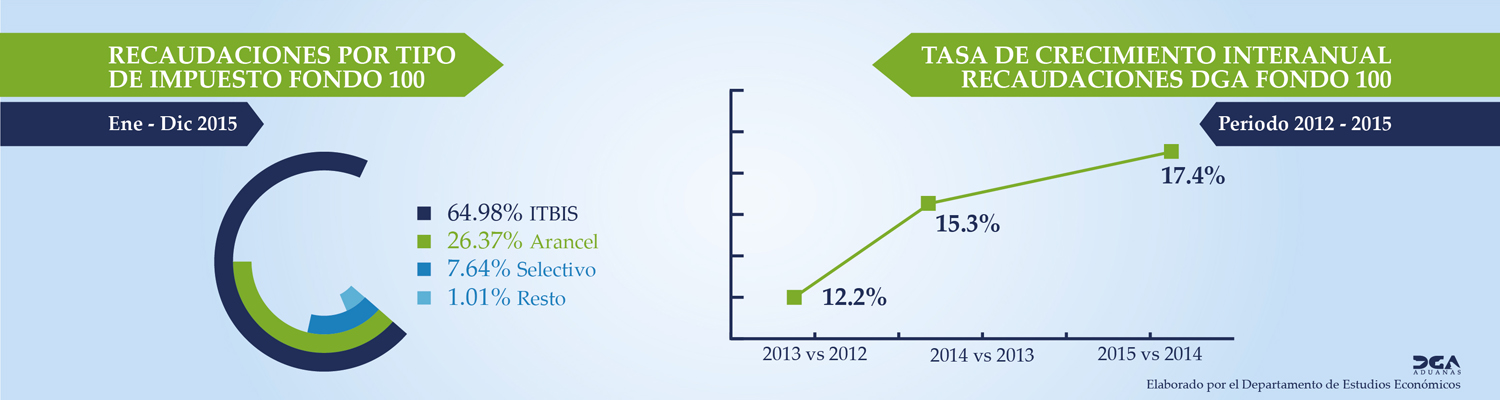 RECAUDACIONES POR TIPO
DE IMPUESTO FONDO 100
Ene - Dic 2015
64.98% ITBIS
26.37% Arancel
7.64% Selectivo
1.01% Resto
TASA DE CRECIMIENTO INTERANUAL
RECAUDACIONES DGA FONDO 100
Periodo 2012 - 2015
17.4%
15.3%
12.2%
2013 vs 2012
2014 vs 2013
2015 vs 2014
DGA
ADUANAS
Elaborado por el Departamento de Estudios Económicos